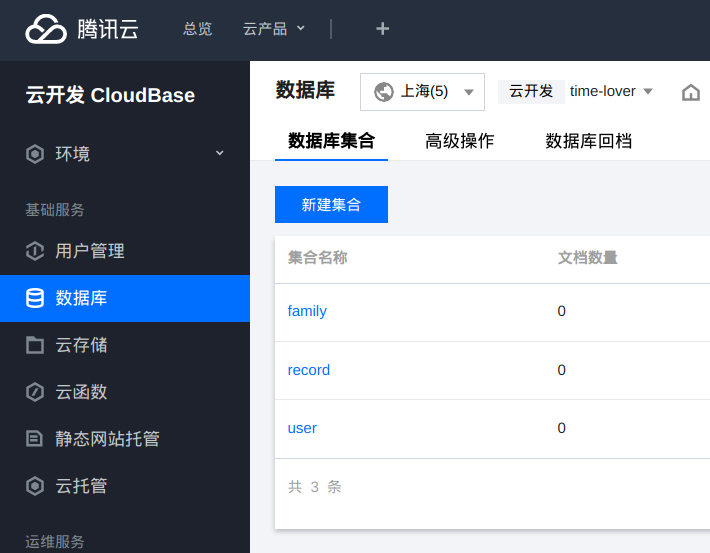 腾讯云 总览 云产品
云开发 CloudBase
环境
基础服务
用户管理
数据库
云存储
云函数
静态网站托管
云托管
运维服务
数据库 上海(5) 云开发 time-lover
数据库集合 高级操作 数据库回档
新建集合
集合名称 文档数量
family 0
record 0
user 0
共 3 条